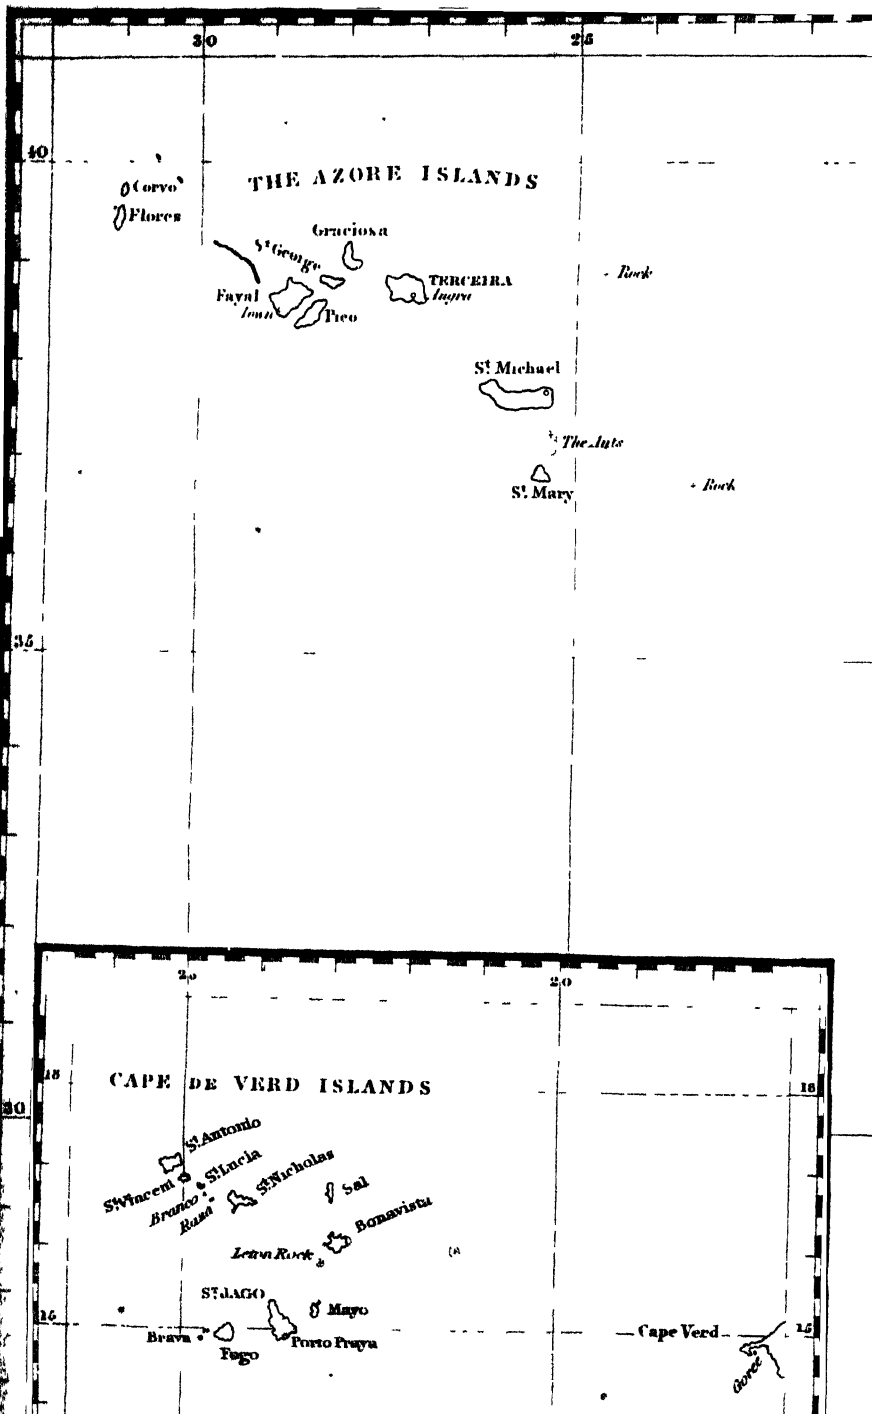 30 25
40
THE AZORE ISLANDS
Corvo
Flores
Graciosa
St George
TERCEIRA
Angra
Rock
Fayal
Town
Pico
St Michael
The Ants
St Mary
Rock
35
25 20
18 18
CAPE DE VERD ISLANDS
30
St Antonio
St Vincent
St Lucia
Branco
Raza
St Nicholas
Sal
Bonavista
Leton Rock
St JAGO
Mayo
15 15
Brava
Fogo
Porto Praya
Cape Verd
Goree